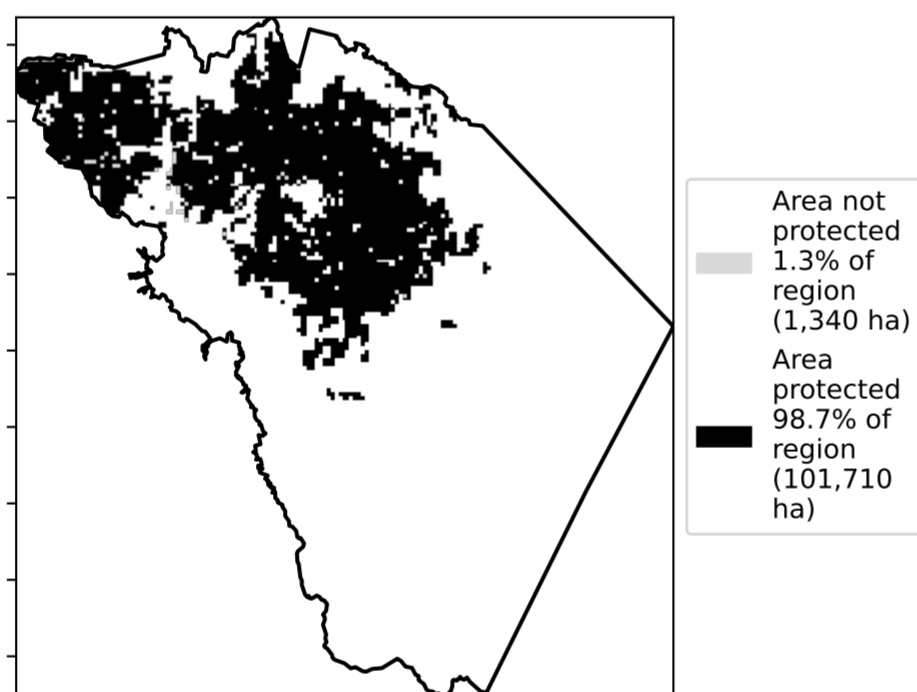 Area not
protected
1.3% of
region
(1,340 ha)
Area
protected
98.7% of
region
(101,710
ha)